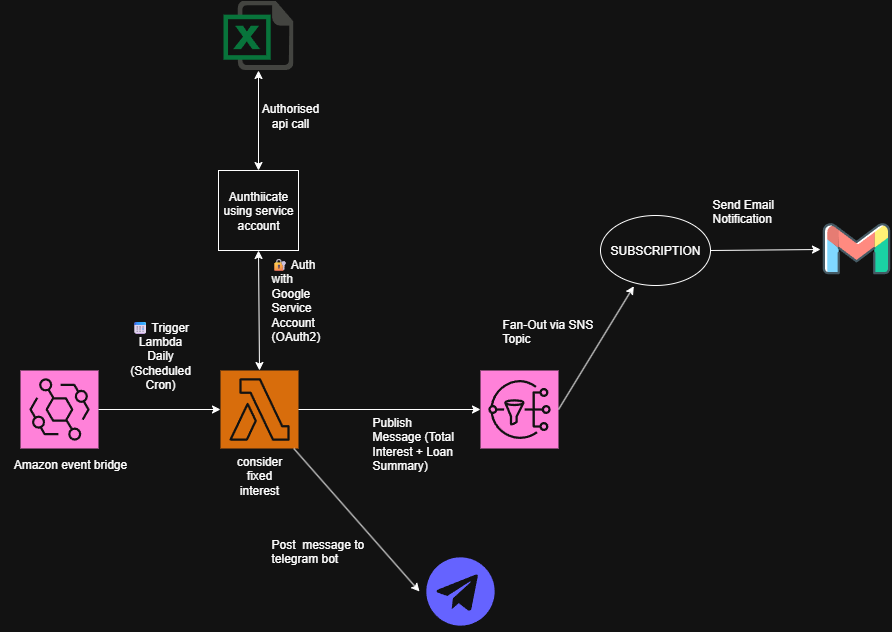 Authorised
api call
Aunthiicate
using service
account
🔐 Auth
with
Google
Service
Account
(OAuth2)
Send Email
Notification
SUBSCRIPTION
Fan-Out via SNS
Topic
📅 Trigger
Lambda
Daily
(Scheduled
Cron)
Amazon event bridge
consider
fixed
interest
Publish
Message (Total
Interest + Loan
Summary)
Post  message to
telegram bot